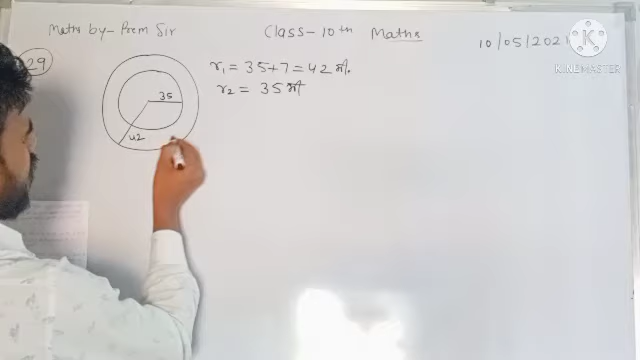 Maths by - Prem Sir
Class - 10th Maths
10/05/2021
K
KINEMASTER
29
r₁ = 35+7 = 42 मी.
r₂ = 35 मी
35
42